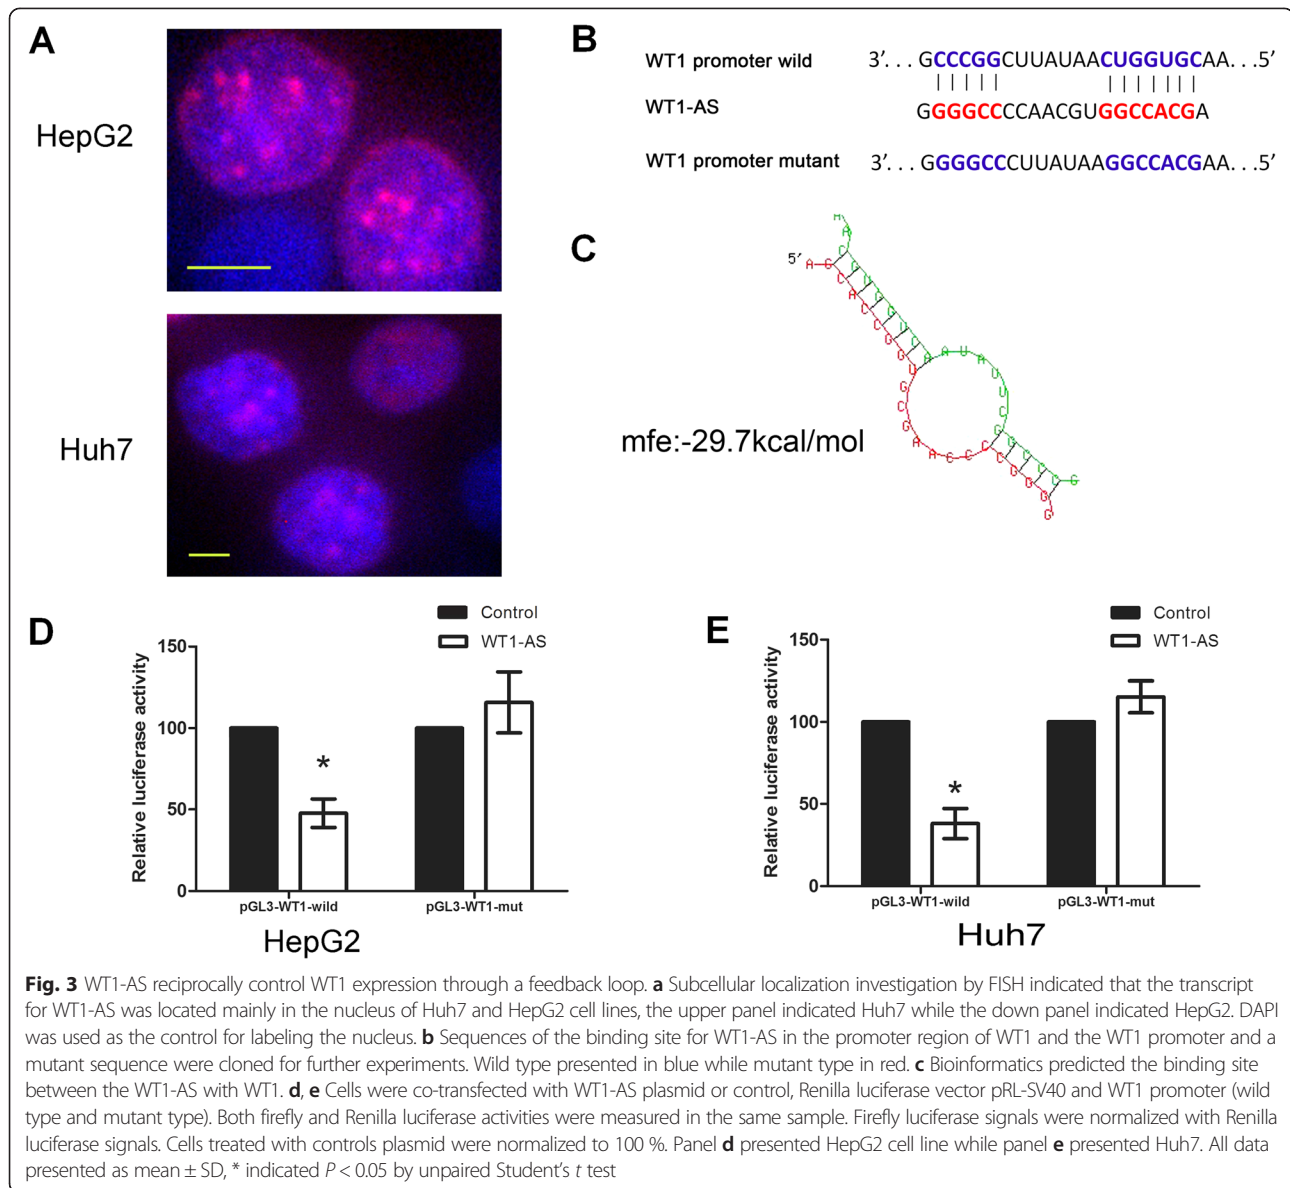 A
HepG2
Huh7
B
WT1 promoter wild 3’. . . GCCCGGCUUAUAACUGGUGCAA. . .5’
WT1-AS GGGGCCCCAACGUGGCCACGA
WT1 promoter mutant 3’. . . GGGGCCCUUAUAAGGCCACGAA. . .5’
C
5'
mfe:-29.7kcal/mol
D
Control
WT1-AS
Relative luciferase activity
150
100
50
0
*
pGL3-WT1-wild pGL3-WT1-mut
HepG2
E
Control
WT1-AS
Relative luciferase activity
150
100
50
0
*
pGL3-WT1-wild pGL3-WT1-mut
Huh7
Fig. 3 WT1-AS reciprocally control WT1 expression through a feedback loop. a Subcellular localization investigation by FISH indicated that the transcript
for WT1-AS was located mainly in the nucleus of Huh7 and HepG2 cell lines, the upper panel indicated Huh7 while the down panel indicated HepG2. DAPI
was used as the control for labeling the nucleus. b Sequences of the binding site for WT1-AS in the promoter region of WT1 and the WT1 promoter and a
mutant sequence were cloned for further experiments. Wild type presented in blue while mutant type in red. c Bioinformatics predicted the binding site
between the WT1-AS with WT1. d, e Cells were co-transfected with WT1-AS plasmid or control, Renilla luciferase vector pRL-SV40 and WT1 promoter (wild
type and mutant type). Both firefly and Renilla luciferase activities were measured in the same sample. Firefly luciferase signals were normalized with Renilla
luciferase signals. Cells treated with controls plasmid were normalized to 100 %. Panel d presented HepG2 cell line while panel e presented Huh7. All data
presented as mean ± SD, * indicated P < 0.05 by unpaired Student’s t test